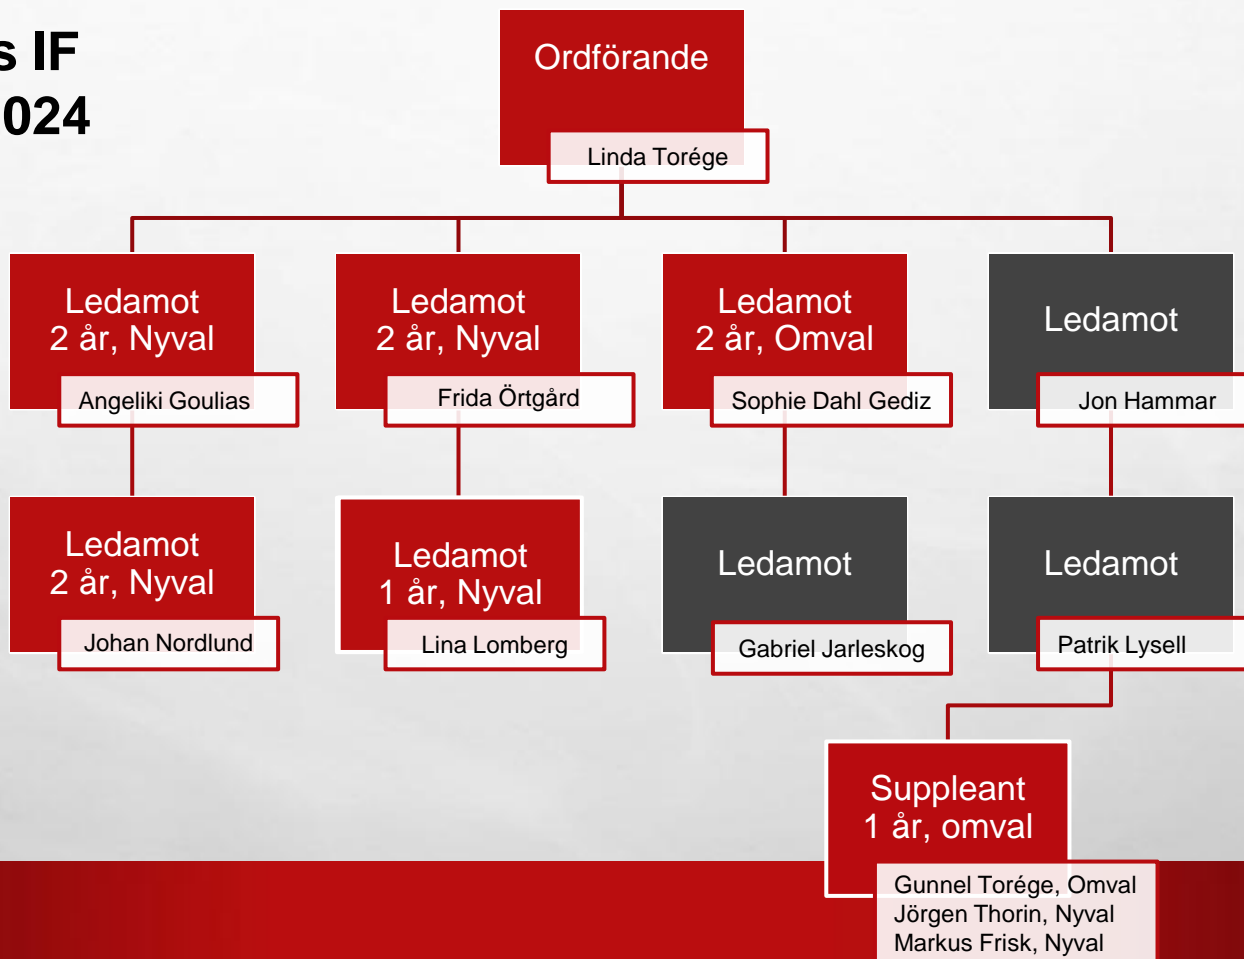 s IF
024
Ordförande
Linda Torége
Ledamot
2 år, Nyval
Angeliki Goulias
Ledamot
2 år, Nyval
Frida Örtgård
Ledamot
2 år, Omval
Sophie Dahl Gediz
Ledamot
Jon Hammar
Ledamot
2 år, Nyval
Johan Nordlund
Ledamot
1 år, Nyval
Lina Lomberg
Ledamot
Gabriel Jarleskog
Ledamot
Patrik Lysell
Suppleant
1 år, omval
Gunnel Torége, Omval
Jörgen Thorin, Nyval
Markus Frisk, Nyval